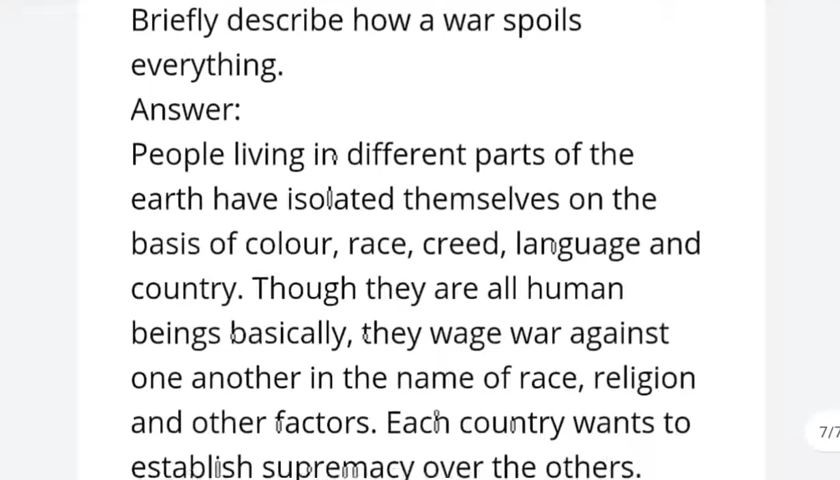 Briefly describe how a war spoils
everything.
Answer:
People living in different parts of the
earth have isolated themselves on the
basis of colour, race, creed, language and
country. Though they are all human
beings basically, they wage war against
one another in the name of race, religion
and other factors. Each country wants to
establish supremacy over the others.
7/7